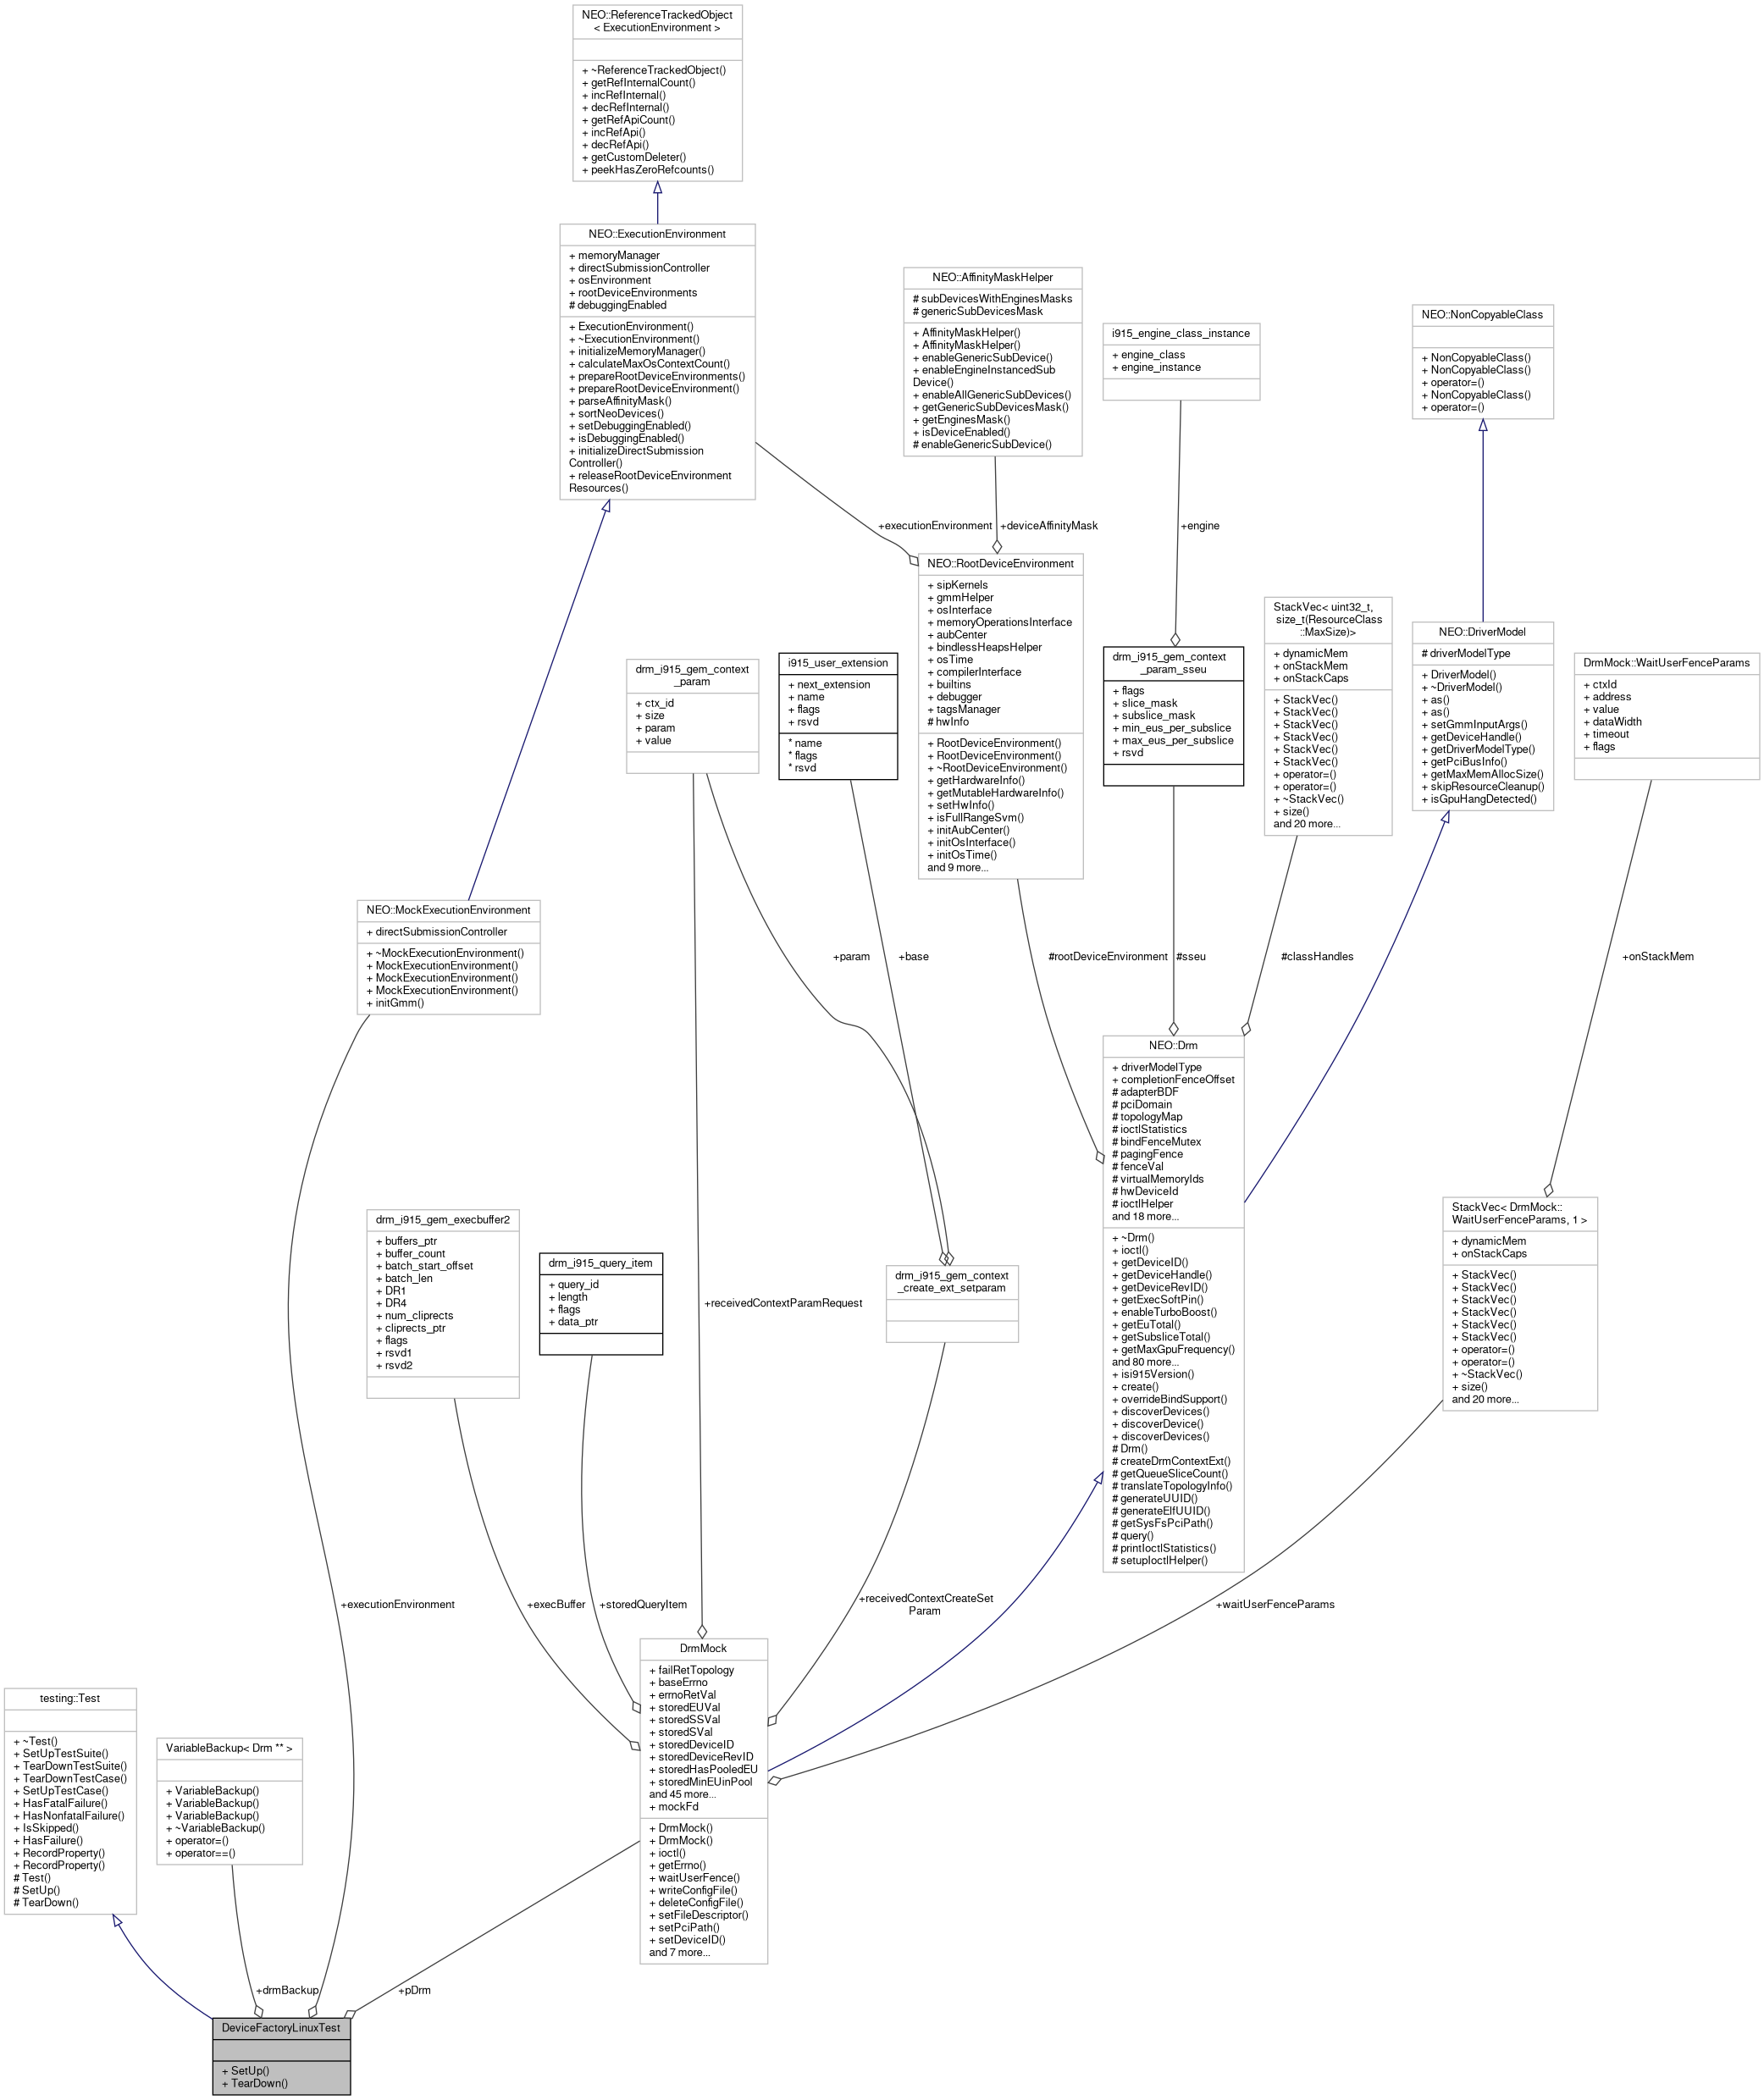 NEO::ReferenceTrackedObject
< ExecutionEnvironment >
+ ~ReferenceTrackedObject()
+ getRefInternalCount()
+ incRefInternal()
+ decRefInternal()
+ getRefApiCount()
+ incRefApi()
+ decRefApi()
+ getCustomDeleter()
+ peekHasZeroRefcounts()
NEO::ExecutionEnvironment
+ memoryManager
+ directSubmissionController
+ osEnvironment
+ rootDeviceEnvironments
# debuggingEnabled
+ ExecutionEnvironment()
+ ~ExecutionEnvironment()
+ initializeMemoryManager()
+ calculateMaxOsContextCount()
+ prepareRootDeviceEnvironments()
+ prepareRootDeviceEnvironment()
+ parseAffinityMask()
+ sortNeoDevices()
+ setDebuggingEnabled()
+ isDebuggingEnabled()
+ initializeDirectSubmission
Controller()
+ releaseRootDeviceEnvironment
Resources()
NEO::AffinityMaskHelper
# subDevicesWithEnginesMasks
# genericSubDevicesMask
+ AffinityMaskHelper()
+ AffinityMaskHelper()
+ enableGenericSubDevice()
+ enableEngineInstancedSub
Device()
+ enableAllGenericSubDevices()
+ getGenericSubDevicesMask()
+ getEnginesMask()
+ isDeviceEnabled()
# enableGenericSubDevice()
i915_engine_class_instance
+ engine_class
+ engine_instance
NEO::NonCopyableClass
+ NonCopyableClass()
+ NonCopyableClass()
+ operator=()
+ NonCopyableClass()
+ operator=()
+executionEnvironment
+deviceAffinityMask
+engine
NEO::RootDeviceEnvironment
+ sipKernels
+ gmmHelper
+ osInterface
+ memoryOperationsInterface
+ aubCenter
+ bindlessHeapsHelper
+ osTime
+ compilerInterface
+ builtins
+ debugger
+ tagsManager
# hwInfo
+ RootDeviceEnvironment()
+ RootDeviceEnvironment()
+ ~RootDeviceEnvironment()
+ getHardwareInfo()
+ getMutableHardwareInfo()
+ setHwInfo()
+ isFullRangeSvm()
+ initAubCenter()
+ initOsInterface()
+ initOsTime()
and 9 more...
drm_i915_gem_context
_param
+ ctx_id
+ size
+ param
+ value
i915_user_extension
+ next_extension
+ name
+ flags
+ rsvd
* name
* flags
* rsvd
drm_i915_gem_context
_param_sseu
+ flags
+ slice_mask
+ subslice_mask
+ min_eus_per_subslice
+ max_eus_per_subslice
+ rsvd
StackVec< uint32_t,
size_t(ResourceClass
::MaxSize)>
+ dynamicMem
+ onStackMem
+ onStackCaps
+ StackVec()
+ StackVec()
+ StackVec()
+ StackVec()
+ StackVec()
+ StackVec()
+ operator=()
+ operator=()
+ ~StackVec()
+ size()
and 20 more...
NEO::DriverModel
# driverModelType
+ DriverModel()
+ ~DriverModel()
+ as()
+ as()
+ setGmmInputArgs()
+ getDeviceHandle()
+ getDriverModelType()
+ getPciBusInfo()
+ getMaxMemAllocSize()
+ skipResourceCleanup()
+ isGpuHangDetected()
DrmMock::WaitUserFenceParams
+ ctxId
+ address
+ value
+ dataWidth
+ timeout
+ flags
NEO::MockExecutionEnvironment
+ directSubmissionController
+ ~MockExecutionEnvironment()
+ MockExecutionEnvironment()
+ MockExecutionEnvironment()
+ MockExecutionEnvironment()
+ initGmm()
+param
+base
#rootDeviceEnvironment
#sseu
#classHandles
+onStackMem
NEO::Drm
+ driverModelType
+ completionFenceOffset
# adapterBDF
# pciDomain
# topologyMap
# ioctlStatistics
# bindFenceMutex
# pagingFence
# fenceVal
# virtualMemoryIds
# hwDeviceId
# ioctlHelper
and 18 more...
+ ~Drm()
+ ioctl()
+ getDeviceID()
+ getDeviceHandle()
+ getDeviceRevID()
+ getExecSoftPin()
+ enableTurboBoost()
+ getEuTotal()
+ getSubsliceTotal()
+ getMaxGpuFrequency()
and 80 more...
+ isi915Version()
+ create()
+ overrideBindSupport()
+ discoverDevices()
+ discoverDevice()
+ discoverDevices()
# Drm()
# createDrmContextExt()
# getQueueSliceCount()
# translateTopologyInfo()
# generateUUID()
# generateElfUUID()
# getSysFsPciPath()
# query()
# printIoctlStatistics()
# setupIoctlHelper()
drm_i915_gem_execbuffer2
+ buffers_ptr
+ buffer_count
+ batch_start_offset
+ batch_len
+ DR1
+ DR4
+ num_cliprects
+ cliprects_ptr
+ flags
+ rsvd1
+ rsvd2
drm_i915_query_item
+ query_id
+ length
+ flags
+ data_ptr
drm_i915_gem_context
_create_ext_setparam
StackVec< DrmMock::
WaitUserFenceParams, 1 >
+ dynamicMem
+ onStackCaps
+ StackVec()
+ StackVec()
+ StackVec()
+ StackVec()
+ StackVec()
+ StackVec()
+ operator=()
+ operator=()
+ ~StackVec()
+ size()
and 20 more...
+receivedContextParamRequest
+executionEnvironment
+execBuffer
+storedQueryItem
+receivedContextCreateSet
Param
+waitUserFenceParams
DrmMock
+ failRetTopology
+ baseErrno
+ errnoRetVal
+ storedEUVal
+ storedSSVal
+ storedSVal
+ storedDeviceID
+ storedDeviceRevID
+ storedHasPooledEU
+ storedMinEUinPool
and 45 more...
+ mockFd
+ DrmMock()
+ DrmMock()
+ ioctl()
+ getErrno()
+ waitUserFence()
+ writeConfigFile()
+ deleteConfigFile()
+ setFileDescriptor()
+ setPciPath()
+ setDeviceID()
and 7 more...
testing::Test
+ ~Test()
+ SetUpTestSuite()
+ TearDownTestSuite()
+ TearDownTestCase()
+ SetUpTestCase()
+ HasFatalFailure()
+ HasNonfatalFailure()
+ IsSkipped()
+ HasFailure()
+ RecordProperty()
+ RecordProperty()
# Test()
# SetUp()
# TearDown()
VariableBackup< Drm ** >
+ VariableBackup()
+ VariableBackup()
+ VariableBackup()
+ ~VariableBackup()
+ operator=()
+ operator==()
+drmBackup
+pDrm
DeviceFactoryLinuxTest
+ SetUp()
+ TearDown()